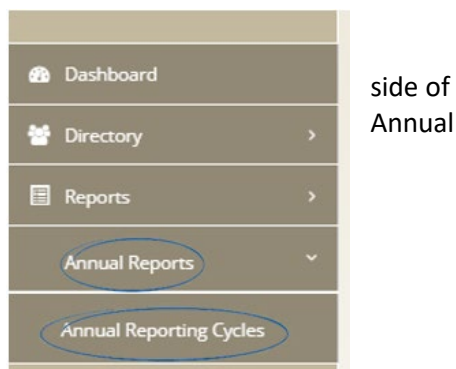 Dashboard
Directory
Reports
Annual Reports
Annual Reporting Cycles
side of
Annual